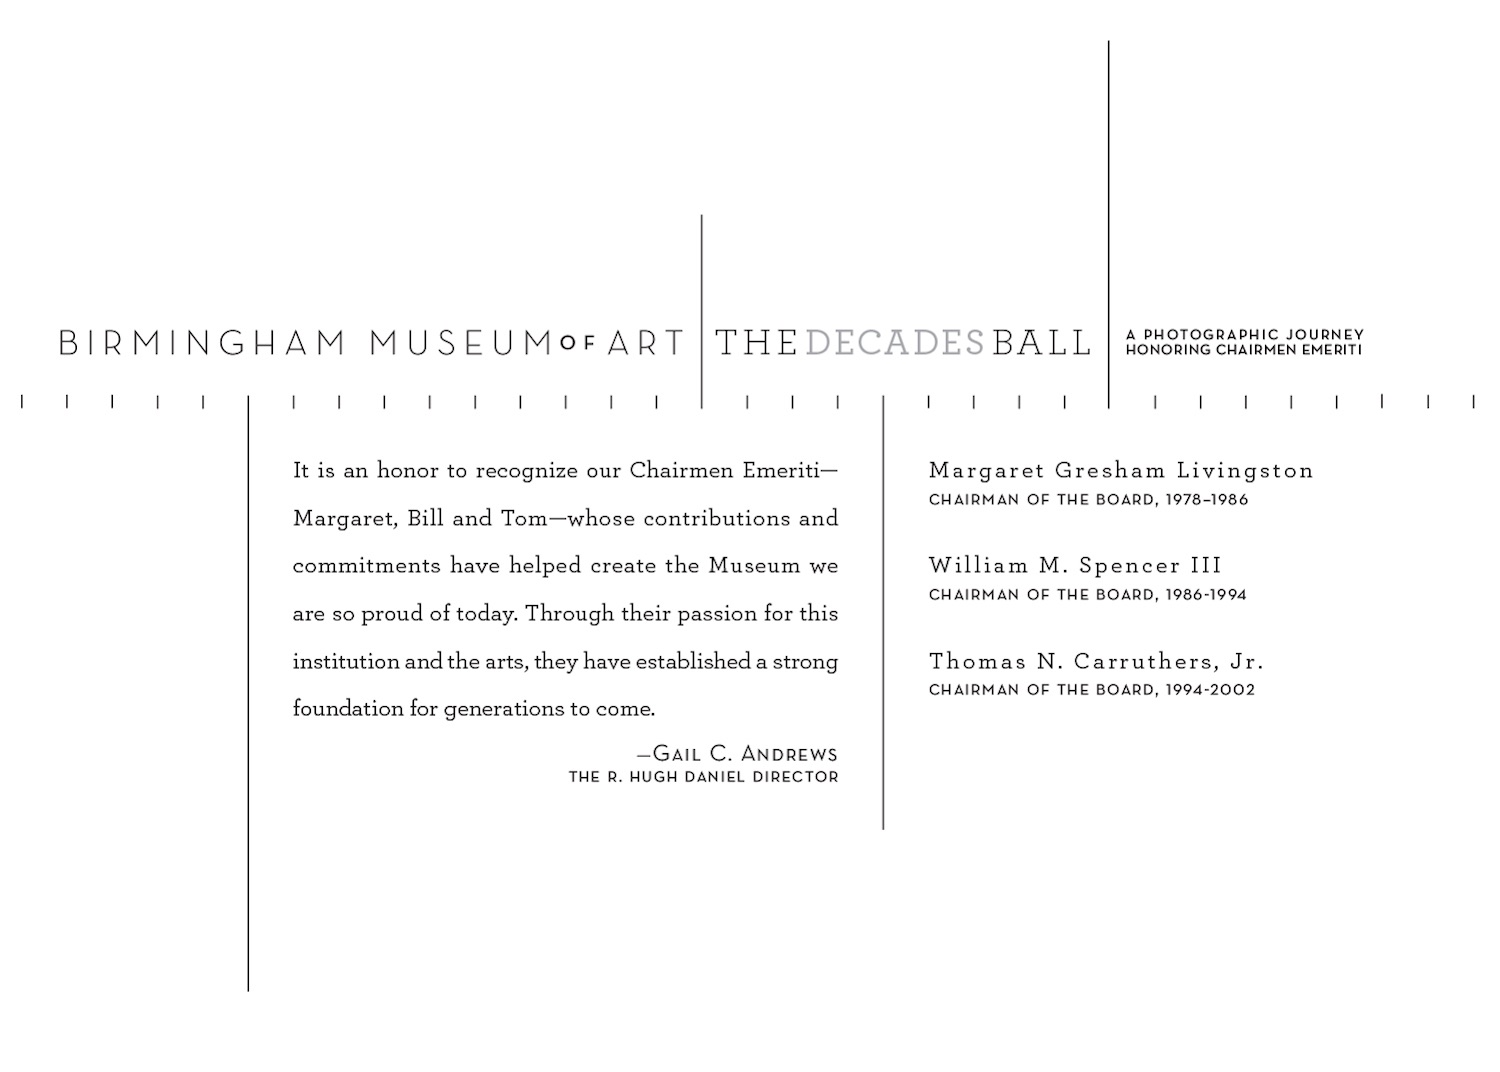 BIRMINGHAM MUSEUM OF ART THE DECADES BALL
A PHOTOGRAPHIC JOURNEY
HONORING CHAIRMEN EMERITI
It is an honor to recognize our Chairmen Emeriti—
Margaret, Bill and Tom—whose contributions and
commitments have helped create the Museum we
are so proud of today. Through their passion for this
institution and the arts, they have established a strong
foundation for generations to come.
—GAIL C. ANDREWS
THE R. HUGH DANIEL DIRECTOR
Margaret Gresham Livingston
CHAIRMAN OF THE BOARD, 1978–1986
William M. Spencer III
CHAIRMAN OF THE BOARD, 1986-1994
Thomas N. Carruthers, Jr.
CHAIRMAN OF THE BOARD, 1994-2002